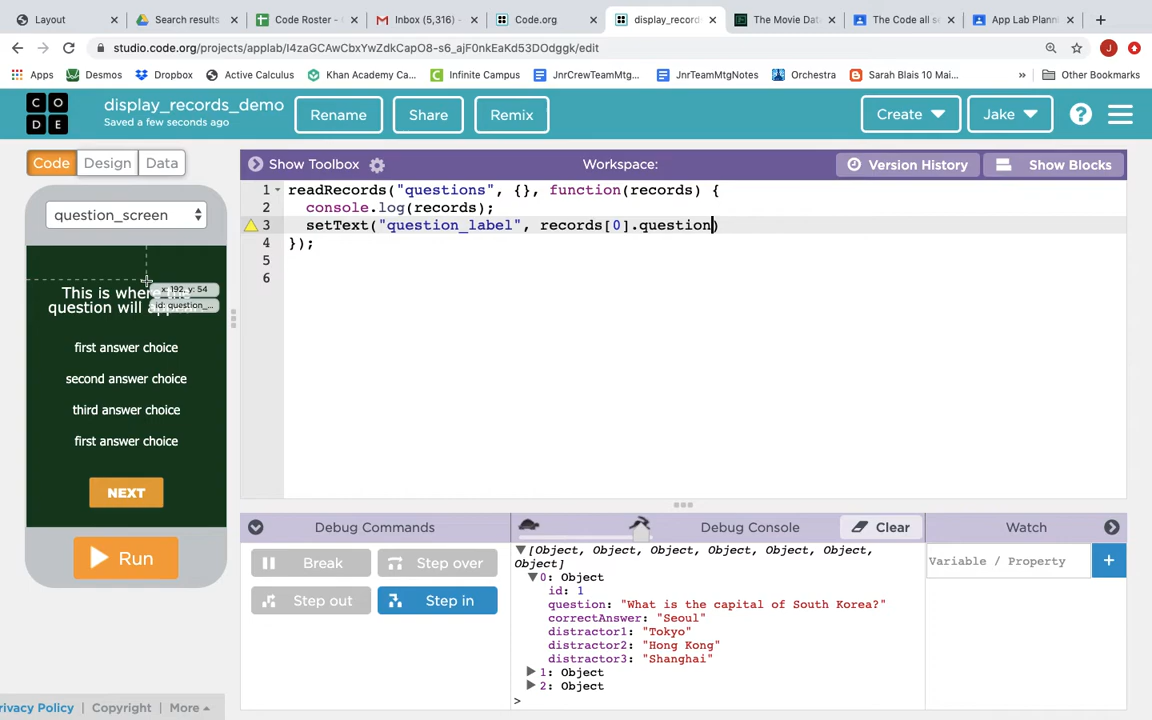 Layout
Search results
Code Roster - G
Inbox (5,316) -
Code.org
display_record
The Movie Dat
The Code all s
App Lab Plann
studio.code.org/projects/applab/I4zaGCAwCbxYwZdkCapO8-s6_ajF0nkEaKd53DOdggk/edit
J
Apps
Desmos
Dropbox
Active Calculus
Khan Academy Ca...
Infinite Campus
JnrCrewTeamMtg...
JnrTeamMtgNotes
Orchestra
Sarah Blais 10 Mai...
»
Other Bookmarks
CO
DE
display_records_demo
Saved a few seconds ago
Rename
Share
Remix
Create
Jake
?
Code
Design
Data
Show Toolbox
Workspace:
Version History
Show Blocks
question_screen
x: 192, y: 54
id: question_...
This is where the
question will
first answer choice
second answer choice
third answer choice
first answer choice
NEXT
Run
1 readRecords("questions", {}, function(records) {
2 console.log(records);
3 setText("question_label", records[0].question)
4 });
5
6
Debug Commands
Break
Step over
Step out
Step in
Debug Console
Clear
Watch
Variable / Property
+
[Object, Object, Object, Object, Object, Object,
Object]
0: Object
id: 1
question: "What is the capital of South Korea?"
correctAnswer: "Seoul"
distractor1: "Tokyo"
distractor2: "Hong Kong"
distractor3: "Shanghai"
1: Object
2: Object
>
rivacy Policy | Copyright | More